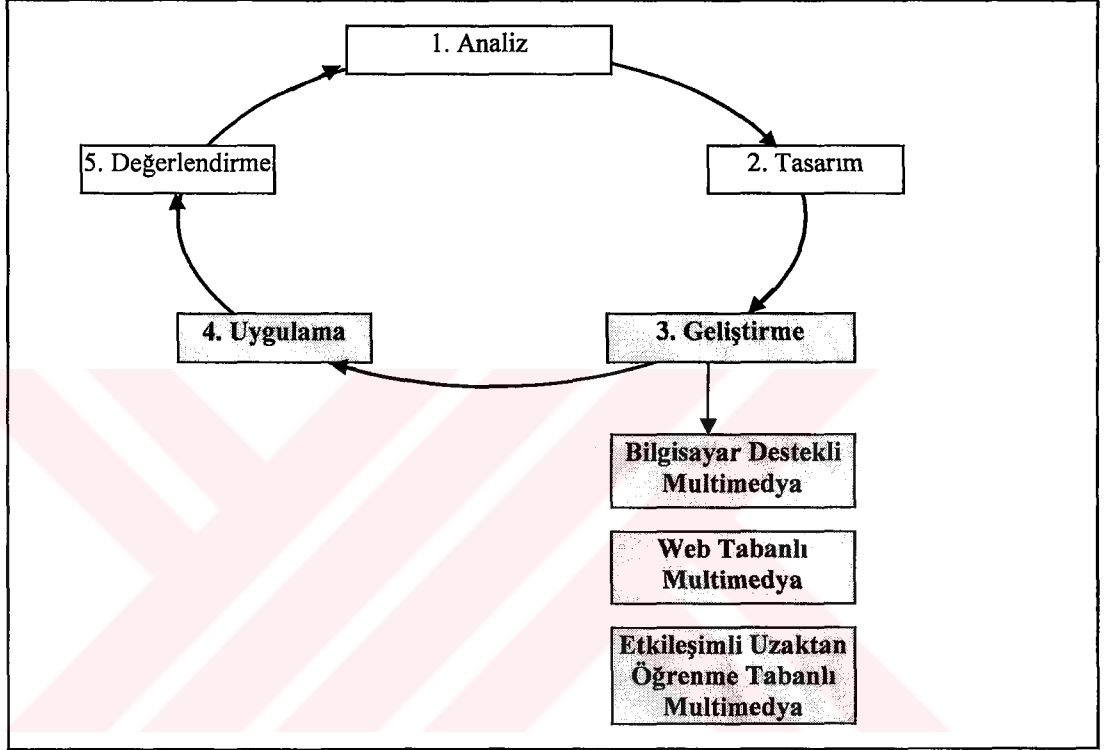 1. Analiz
5. Değerlendirme
2. Tasarım
4. Uygulama
3. Geliştirme
Bilgisayar Destekli
Multimedya
Web Tabanlı
Multimedya
Etkileşimli Uzaktan
Öğrenme Tabanlı
Multimedya